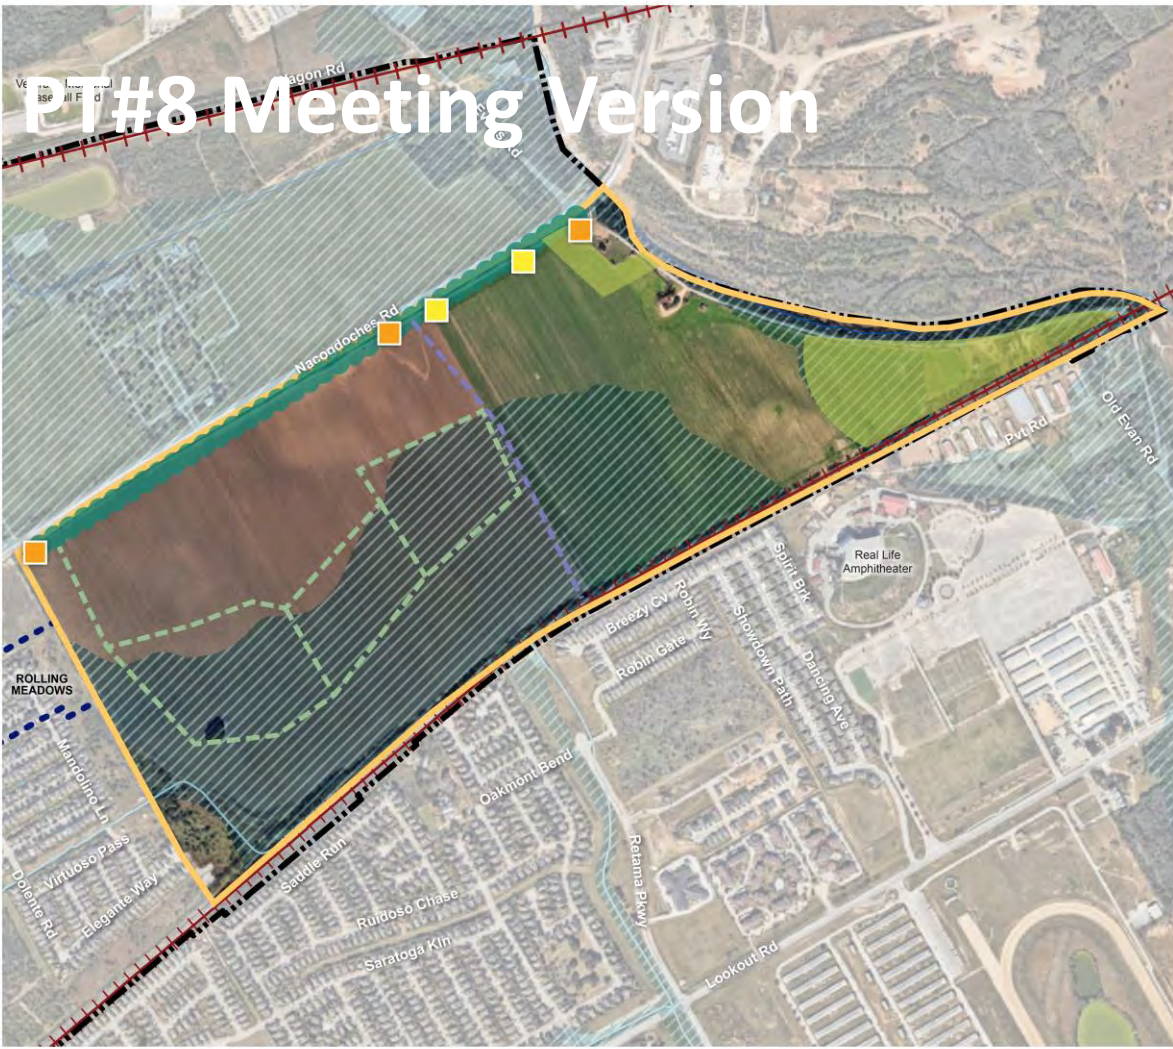 PT#8 Meeting Version
Nacogdoches Rd
Old Evan Rd
Pvt Rd
Real Life
Amphitheater
Spirit Brk
Breezy Cv
Robin Wy
Showdown Path
Robin Gate
Dancing Ave
ROLLING
MEADOWS
Mandolino Ln
Oakmont Bend
Virtuoso Pass
Saddle Run
Retama Pkwy
Dolente Rd
Elegante Way
Ruidoso Chase
Saratoga Kln
Lookout Rd